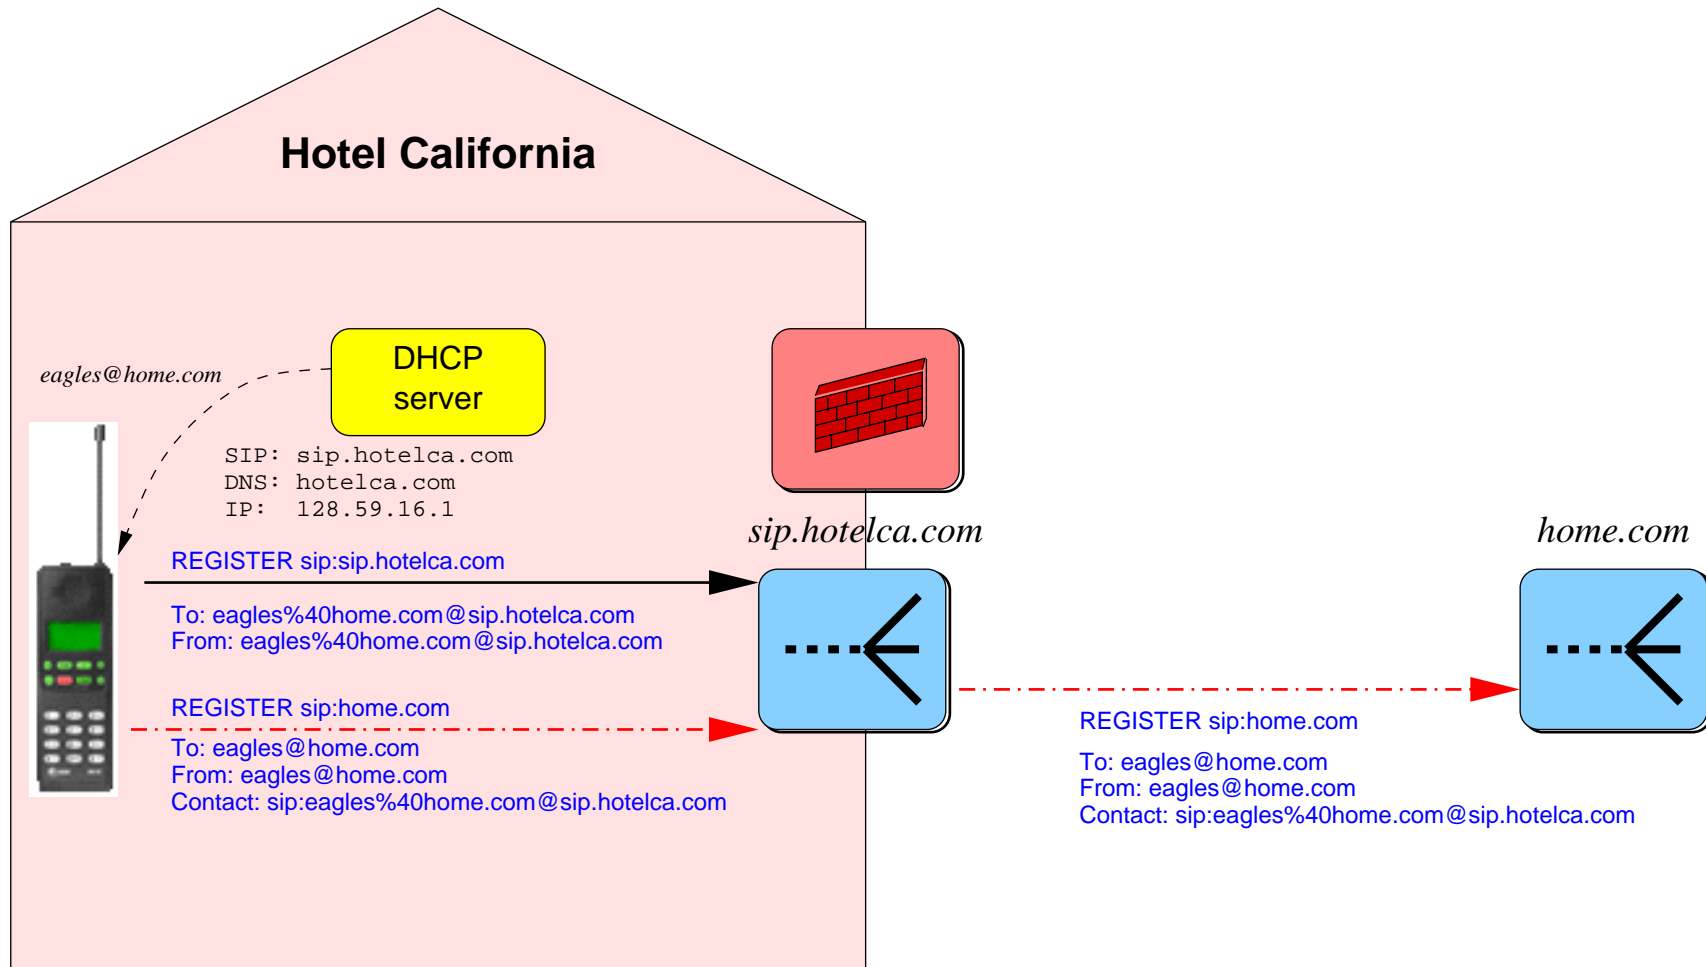 Hotel California
DHCP
server
eagles@home.com
SIP: sip.hotelca.com
DNS: hotelca.com
IP: 128.59.16.1
sip.hotelca.com
home.com
REGISTER sip:sip.hotelca.com
To: eagles%40home.com@sip.hotelca.com
From: eagles%40home.com@sip.hotelca.com
REGISTER sip:home.com
To: eagles@home.com
From: eagles@home.com
Contact: sip:eagles%40home.com@sip.hotelca.com
REGISTER sip:home.com
To: eagles@home.com
From: eagles@home.com
Contact: sip:eagles%40home.com@sip.hotelca.com